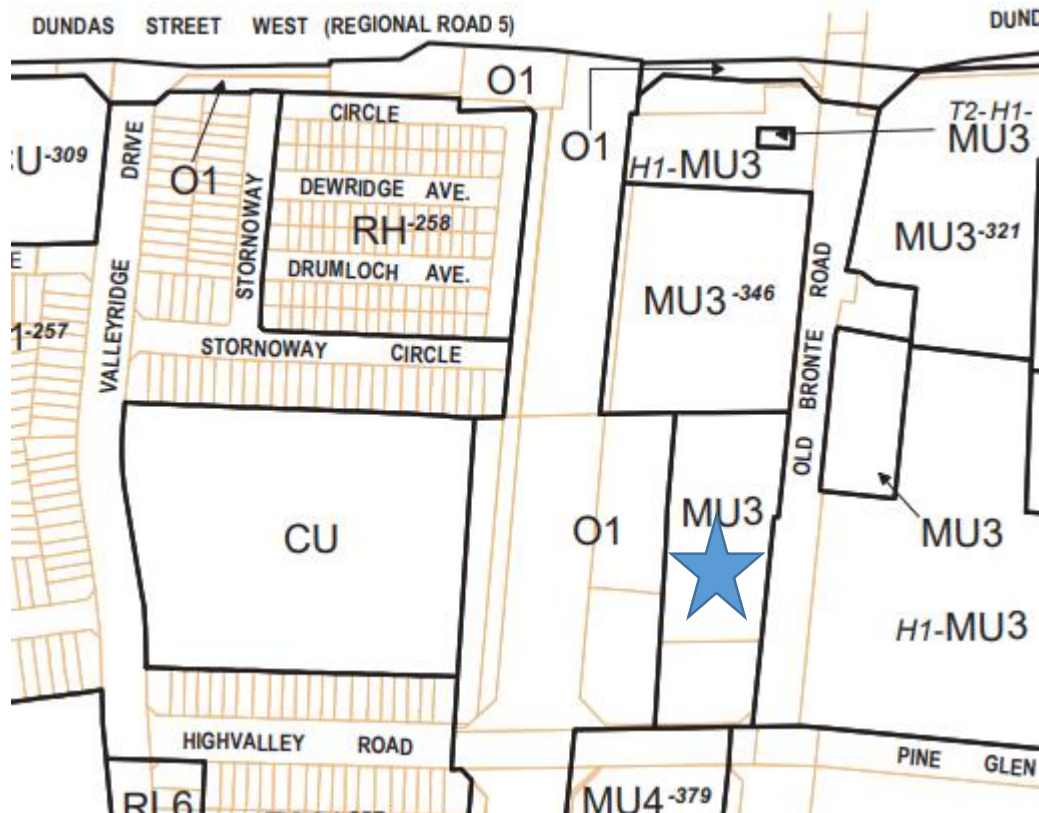 DUNDAS STREET WEST (REGIONAL ROAD 5)
DUND
O1
CIRCLE
T2-H1-
MU3
DRIVE
O1
O1
CU-309
H1-MU3
DEWRIDGE AVE.
STORNOWAY
RH-258
MU3-321
ROAD
DRUMLOCH AVE.
MU3-346
-257
VALLEYRIDGE
STORNOWAY CIRCLE
OLD BRONTE
CU
O1
MU3
MU3
H1-MU3
HIGHVALLEY ROAD
PINE GLEN
RL6
MU4-379